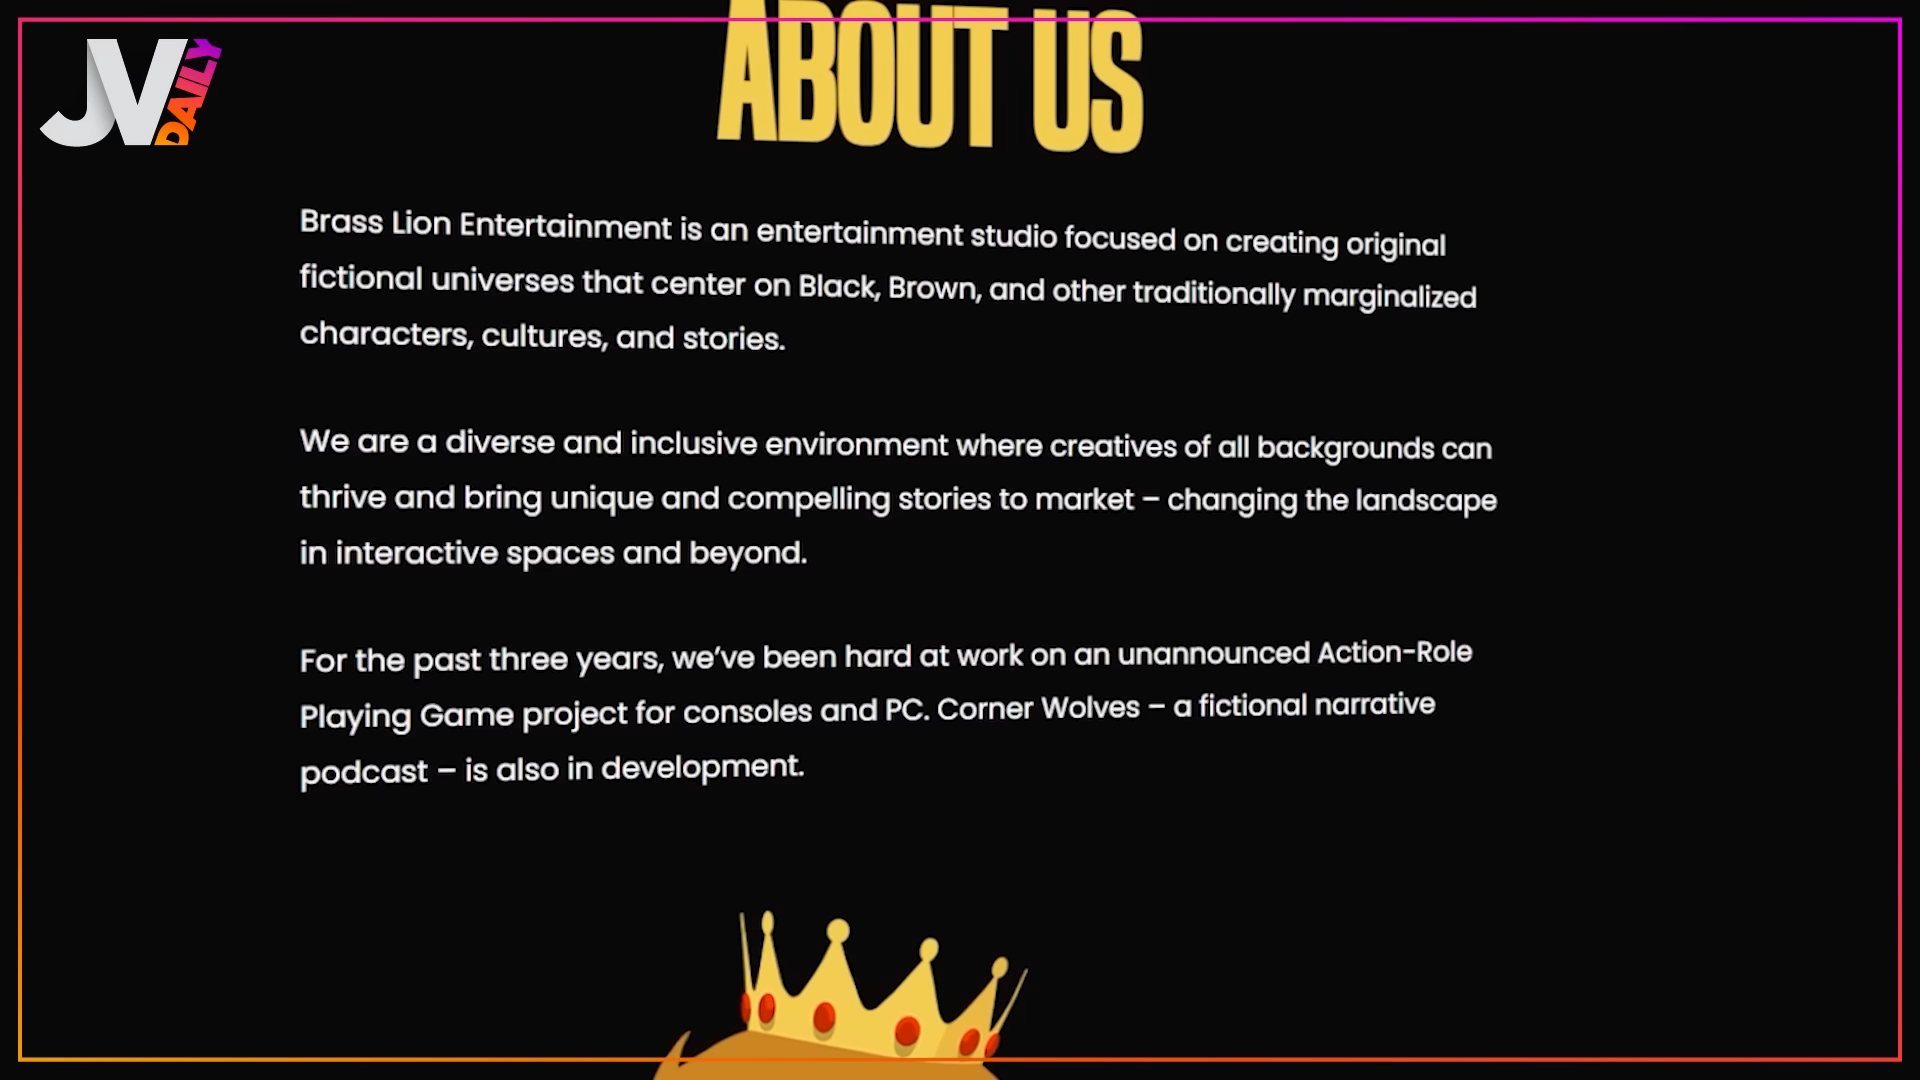 ABOUT US
JV DAILY
Brass Lion Entertainment is an entertainment studio focused on creating original
fictional universes that center on Black, Brown, and other traditionally marginalized
characters, cultures, and stories.
We are a diverse and inclusive environment where creatives of all backgrounds can
thrive and bring unique and compelling stories to market – changing the landscape
in interactive spaces and beyond.
For the past three years, we’ve been hard at work on an unannounced Action-Role
Playing Game project for consoles and PC. Corner Wolves – a fictional narrative
podcast – is also in development.